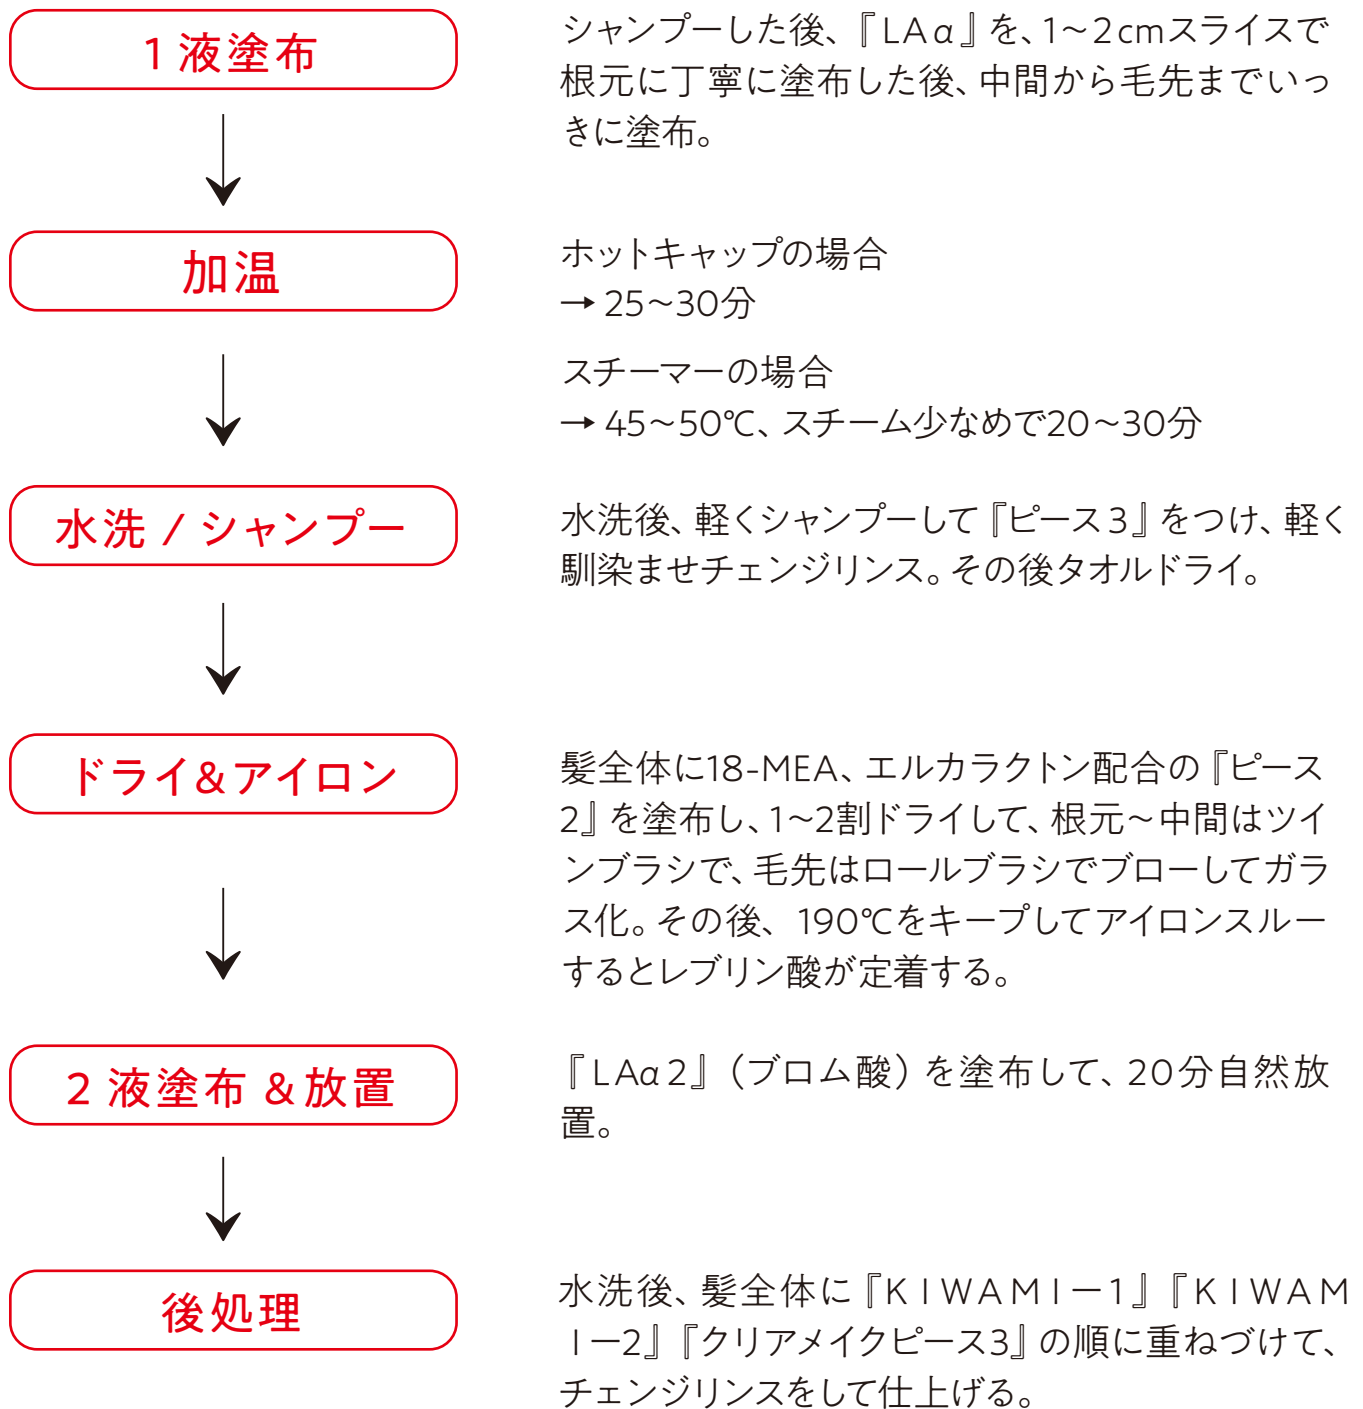 1 液塗布
シャンプーした後、『LAα』を、1～2cmスライスで
根元に丁寧に塗布した後、中間から毛先までいっ
きに塗布。
加温
ホットキャップの場合
→ 25～30分
スチーマーの場合
→ 45～50℃、スチーム少なめで20～30分
水洗 / シャンプー
水洗後、軽くシャンプーして『ピース3』をつけ、軽く
馴染ませチェンジリンス。その後タオルドライ。
ドライ&アイロン
髪全体に18-MEA、エルカラクトン配合の『ピース
2』を塗布し、1～2割ドライして、根元～中間はツイ
ンブラシで、毛先はロールブラシでブローしてガラ
ス化。その後、190℃をキープしてアイロンスルー
するとレブリン酸が定着する。
2 液塗布 & 放置
『LAα2』（ブロム酸）を塗布して、20分自然放
置。
後処理
水洗後、髪全体に『KIWAMIー1』『KIWAM
Iー2』『クリアメイクピース3』の順に重ねづけて、
チェンジリンスをして仕上げる。